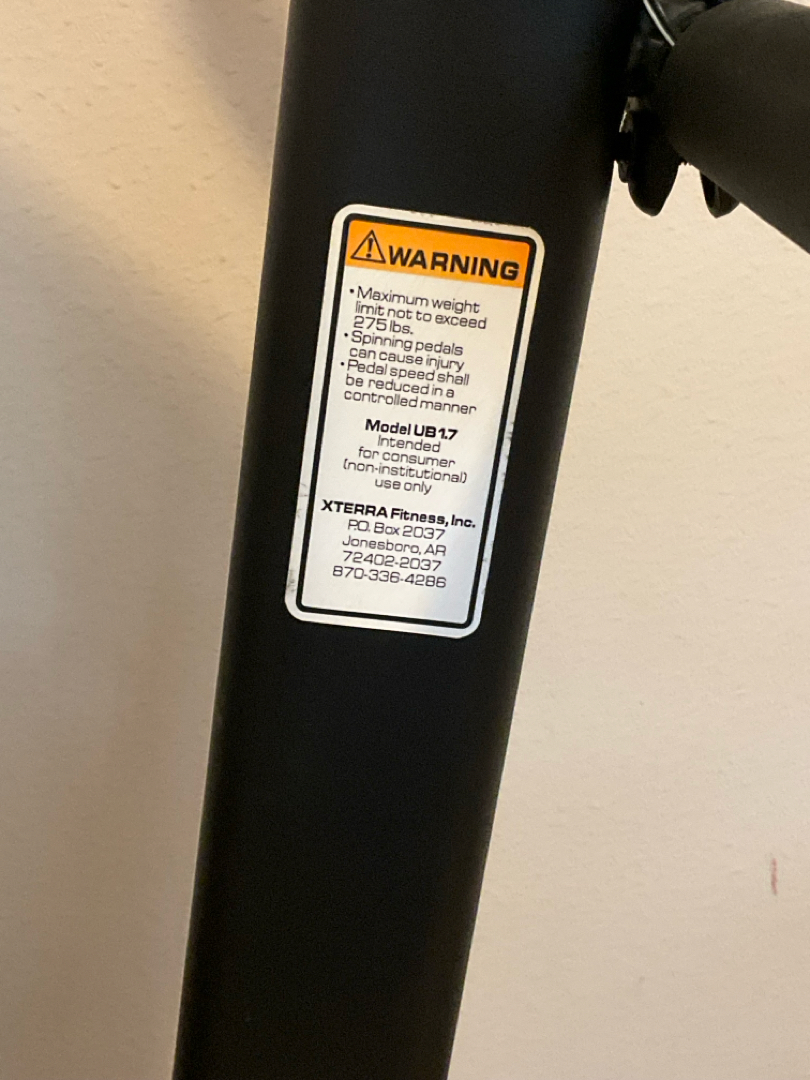 WARNING
• Maximum weight
limit not to exceed
275 lbs.
• Spinning pedals
can cause injury
• Pedal speed shall
be reduced in a
controlled manner
Model UB1.7
Intended
for consumer
(non-institutional)
use only
XTERRA Fitness, Inc.
P.O. Box 2037
Jonesboro, AR
72402-2037
870-336-4286